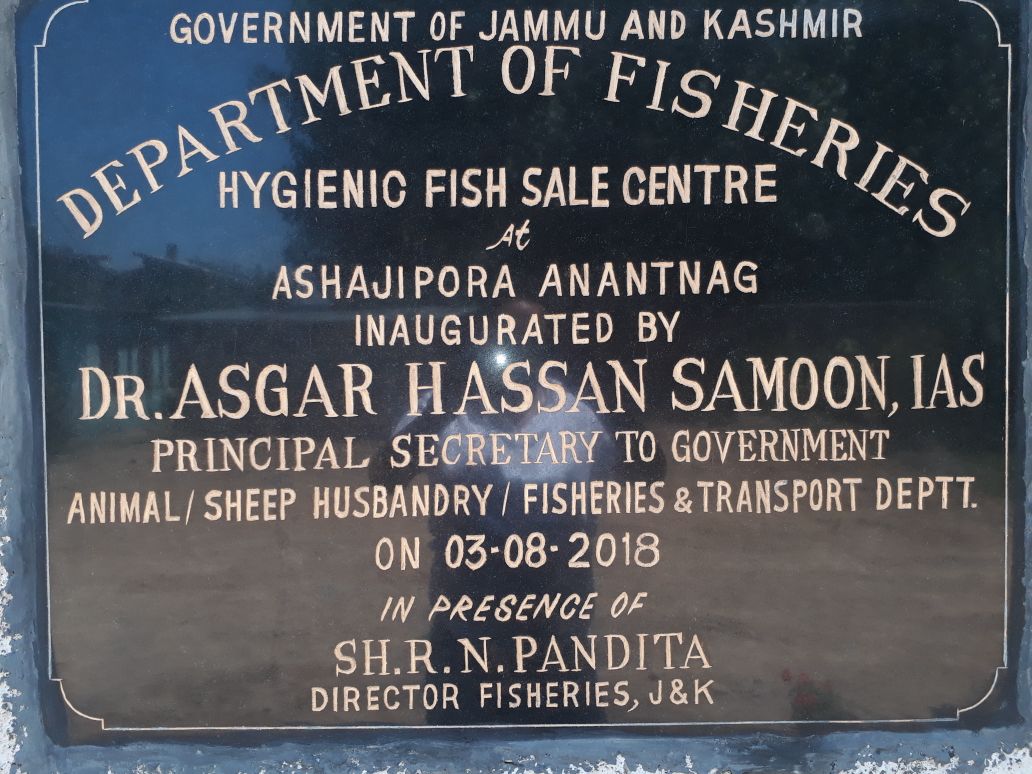 GOVERNMENT OF JAMMU AND KASHMIR
DEPARTMENT OF FISHERIES
HYGIENIC FISH SALE CENTRE
At
ASHAJIPORA ANANTNAG
INAUGURATED BY
DR. ASGAR HASSAN SAMOON, IAS
PRINCIPAL SECRETARY TO GOVERNMENT
ANIMAL/SHEEP HUSBANDRY/FISHERIES & TRANSPORT DEPTT.
ON 03-08-2018
IN PRESENCE OF
SH.R.N.PANDITA
DIRECTOR FISHERIES, J&K